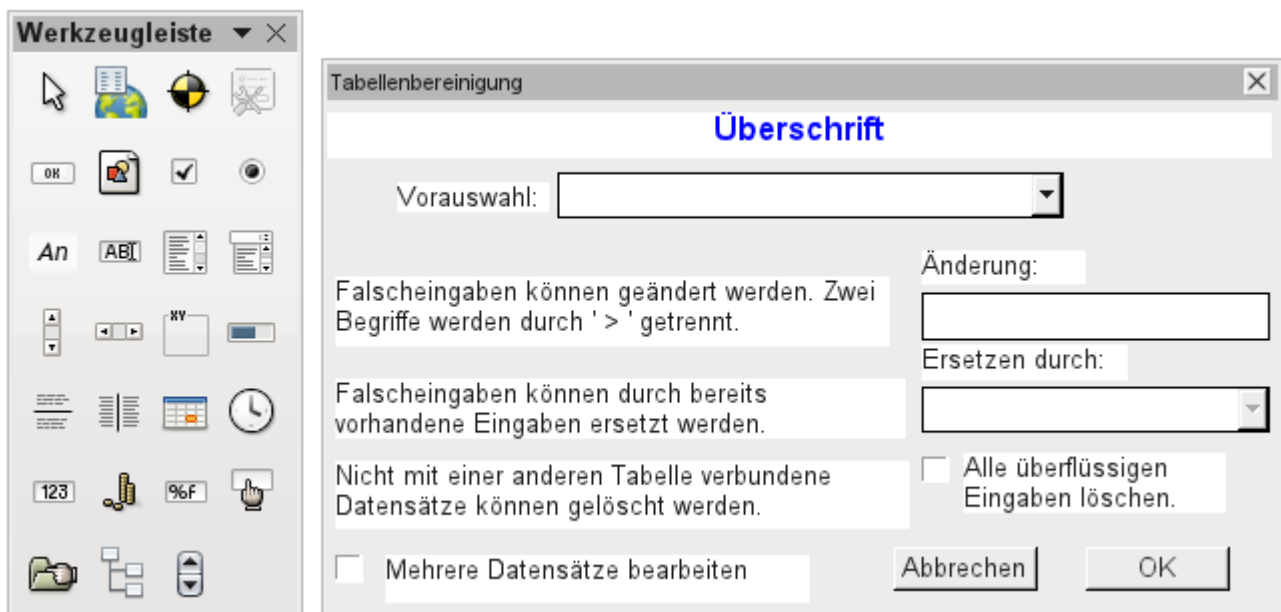 Werkzeugleiste
OK
An
ABI
XY
123
%F
Tabellenbereinigung
Überschrift
Vorauswahl:
Falscheingaben können geändert werden. Zwei
Begriffe werden durch ' > ' getrennt.
Änderung:
Falscheingaben können durch bereits
vorhandene Eingaben ersetzt werden.
Ersetzen durch:
Nicht mit einer anderen Tabelle verbundene
Datensätze können gelöscht werden.
Alle überflüssigen
Eingaben löschen.
Mehrere Datensätze bearbeiten
Abbrechen
OK